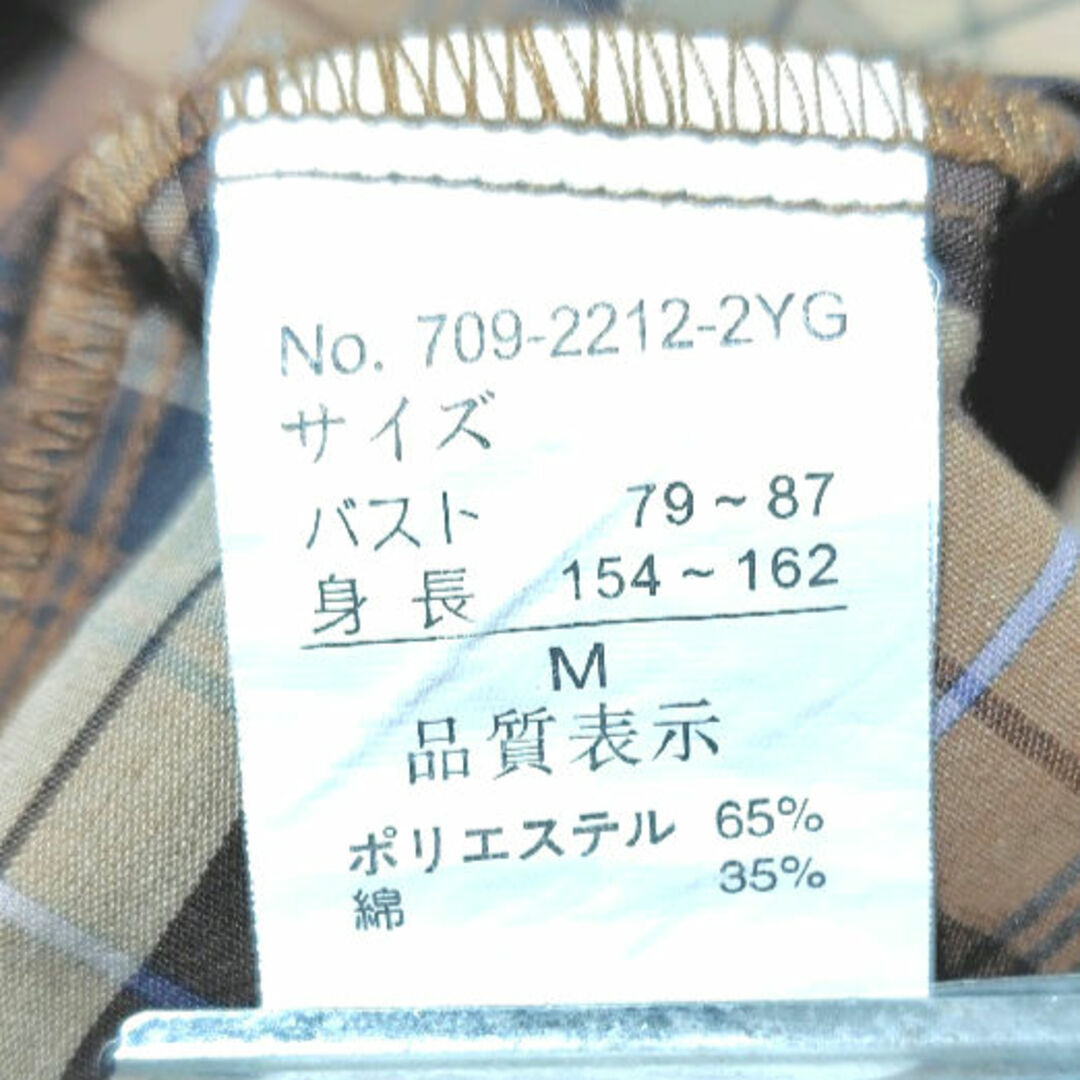 No. 709-2212-2YG
サイズ
バスト 79~87
身長 154~162
M
品質表示
ポリエステル 65%
綿 35%